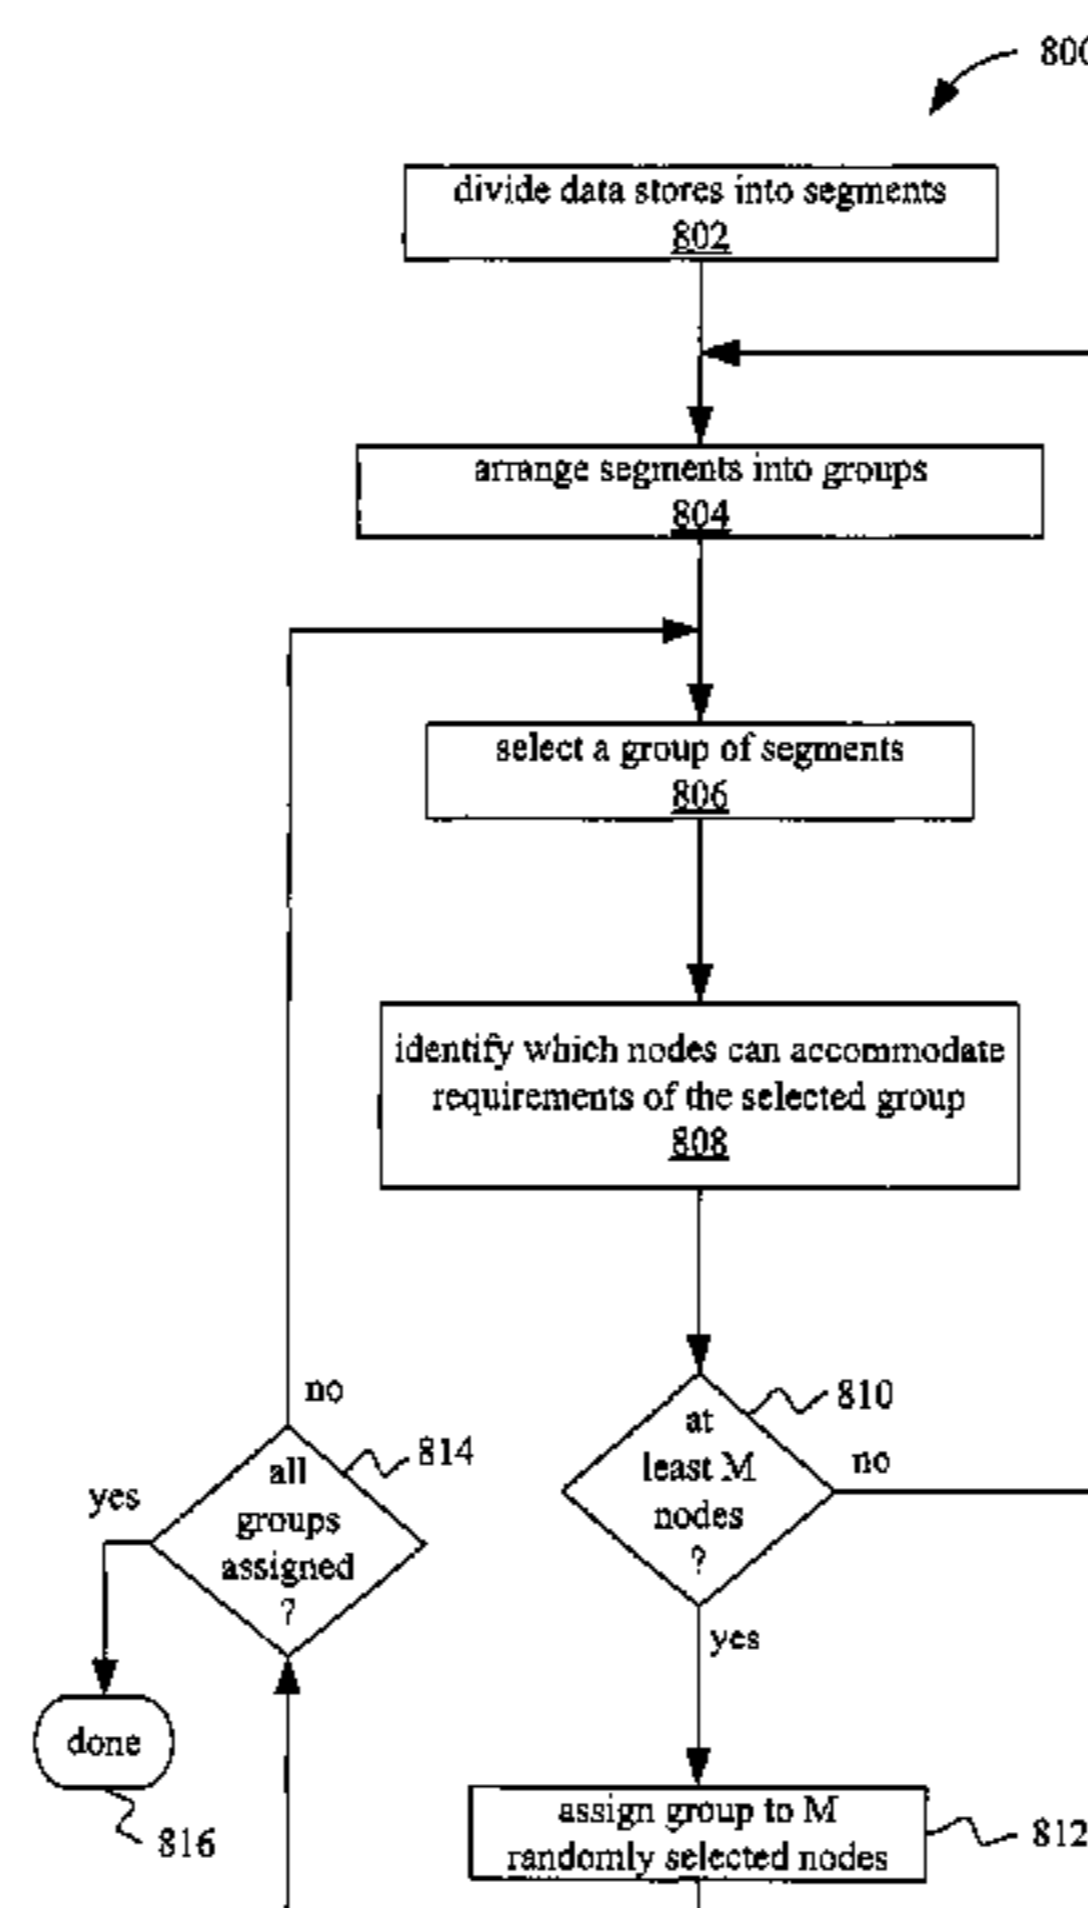 800
divide data stores into segments
802
arrange segments into groups
804
select a group of segments
806
identify which nodes can accommodate
requirements of the selected group
808
no
810
at
least M
nodes
?
no
814
all
groups
assigned
?
yes
yes
done
816
assign group to M
randomly selected nodes
812